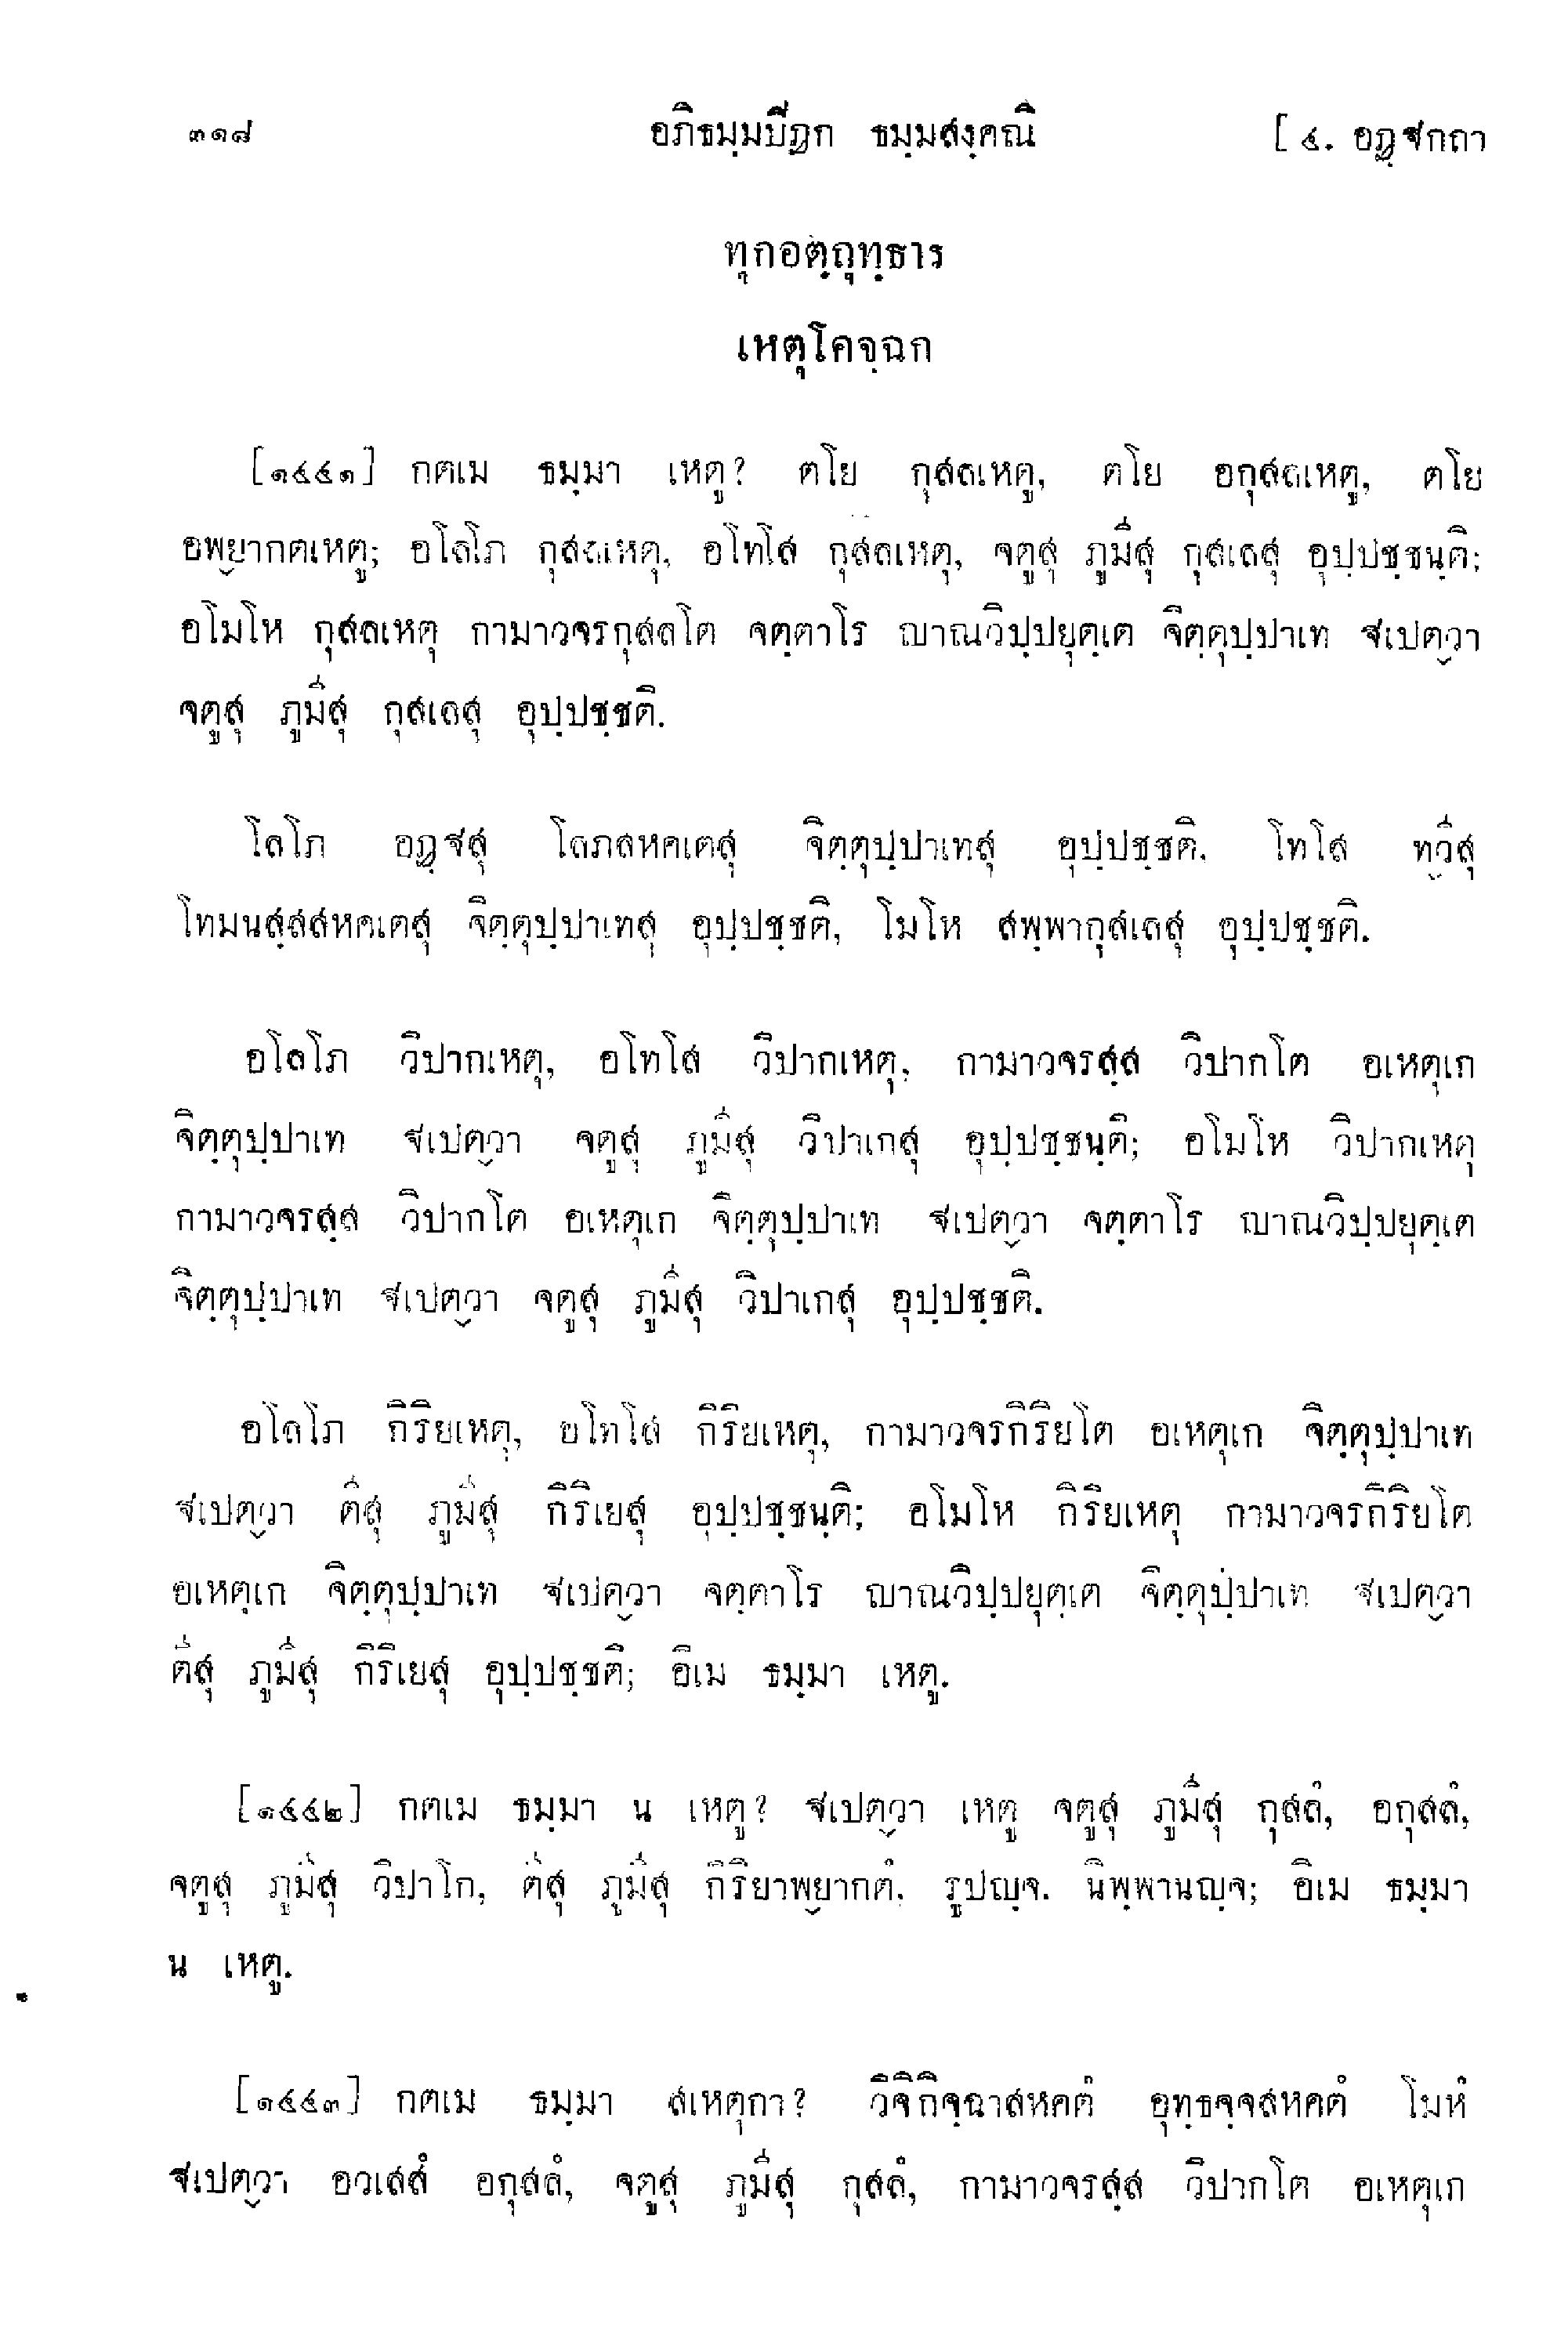 ๓๑๘ อภิธมฺมปิฏก ธมฺมสงฺคณิ [ ๔. อฏฺฐกถา
ทุกอตฺถุทฺธาร
เหตุโคจฺฉก
[๑๔๔๑] กตเม ธมฺมา เหตู? ตโย กุสลเหตู, ตโย อกุสลเหตู, ตโย
อพฺยากตเหตู; อโลโภ กุสลเหตุ, อโทโส กุสลเหตุ, จตูสุ ภูมีสุ กุสเลสุ อุปฺปชฺชนฺติ;
อโมโห กุสลเหตุ กามาวจรกุสลโต จตฺตาโร ญาณวิปฺปยุตฺเต จิตฺตุปฺปาเท ฐเปตฺวา
จตูสุ ภูมีสุ กุสเลสุ อุปฺปชฺชติ.
โลโภ อฏฺฐสุ โลภสหคเตสุ จิตฺตุปฺปาเทสุ อุปฺปชฺชติ, โทโส ทฺวีสุ
โทมนสฺสสหคเตสุ จิตฺตุปฺปาเทสุ อุปฺปชฺชติ, โมโห สพฺพากุสเลสุ อุปฺปชฺชติ.
อโลโภ วิปากเหตุ, อโทโส วิปากเหตุ, กามาวจรสฺส วิปากโต อเหตุเก
จิตฺตุปฺปาเท ฐเปตฺวา จตูสุ ภูมีสุ วิปาเกสุ อุปฺปชฺชนฺติ; อโมโห วิปากเหตุ
กามาวจรสฺส วิปากโต อเหตุเก จิตฺตุปฺปาเท ฐเปตฺวา จตฺตาโร ญาณวิปฺปยุตฺเต
จิตฺตุปฺปาเท ฐเปตฺวา จตูสุ ภูมีสุ วิปาเกสุ อุปฺปชฺชติ.
อโลโภ กิริยเหตุ, อโทโส กิริยเหตุ, กามาวจรกิริยโต อเหตุเก จิตฺตุปฺปาเท
ฐเปตฺวา ตีสุ ภูมีสุ กิริเยสุ อุปฺปชฺชนฺติ; อโมโห กิริยเหตุ กามาวจรกิริยโต
อเหตุเก จิตฺตุปฺปาเท ฐเปตฺวา จตฺตาโร ญาณวิปฺปยุตฺเต จิตฺตุปฺปาเท ฐเปตฺวา
ตีสุ ภูมีสุ กิริเยสุ อุปฺปชฺชติ; อิเม ธมฺมา เหตู.
[๑๔๔๒] กตเม ธมฺมา น เหตู? ฐเปตฺวา เหตู จตูสุ ภูมีสุ กุสลํ, อกุสลํ,
จตูสุ ภูมีสุ วิปาโก, ตีสุ ภูมีสุ กิริยาพฺยากตํ, รูปญฺจ, นิพฺพานญฺจ; อิเม ธมฺมา
น เหตู.
[๑๔๔๓] กตเม ธมฺมา สเหตุกา? วิจิกิจฺฉาสหคตํ อุทฺธจฺจสหคตํ โมหํ
ฐเปตฺวา อวเสสํ อกุสลํ, จตูสุ ภูมีสุ กุสลํ, กามาวจรสฺส วิปากโต อเหตุเก